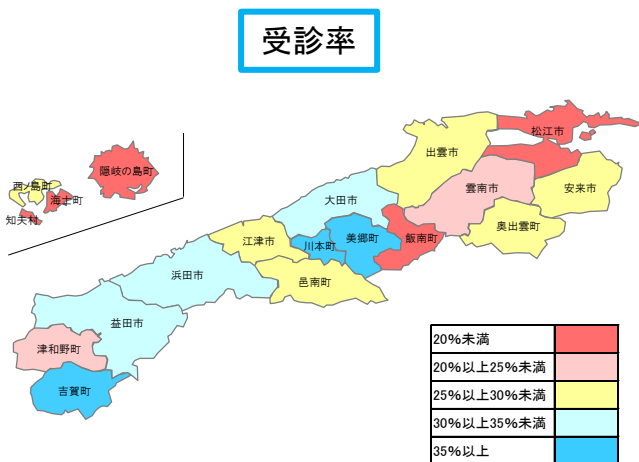 受診率
松江市
出雲市
隠岐の島町
雲南市
安来市
西ノ島町
海士町
大田市
知夫村
奥出雲町
美郷町
飯南町
江津市
川本町
浜田市
邑南町
益田市
津和野町
吉賀町
20%未満
20%以上25%未満
25%以上30%未満
30%以上35%未満
35%以上